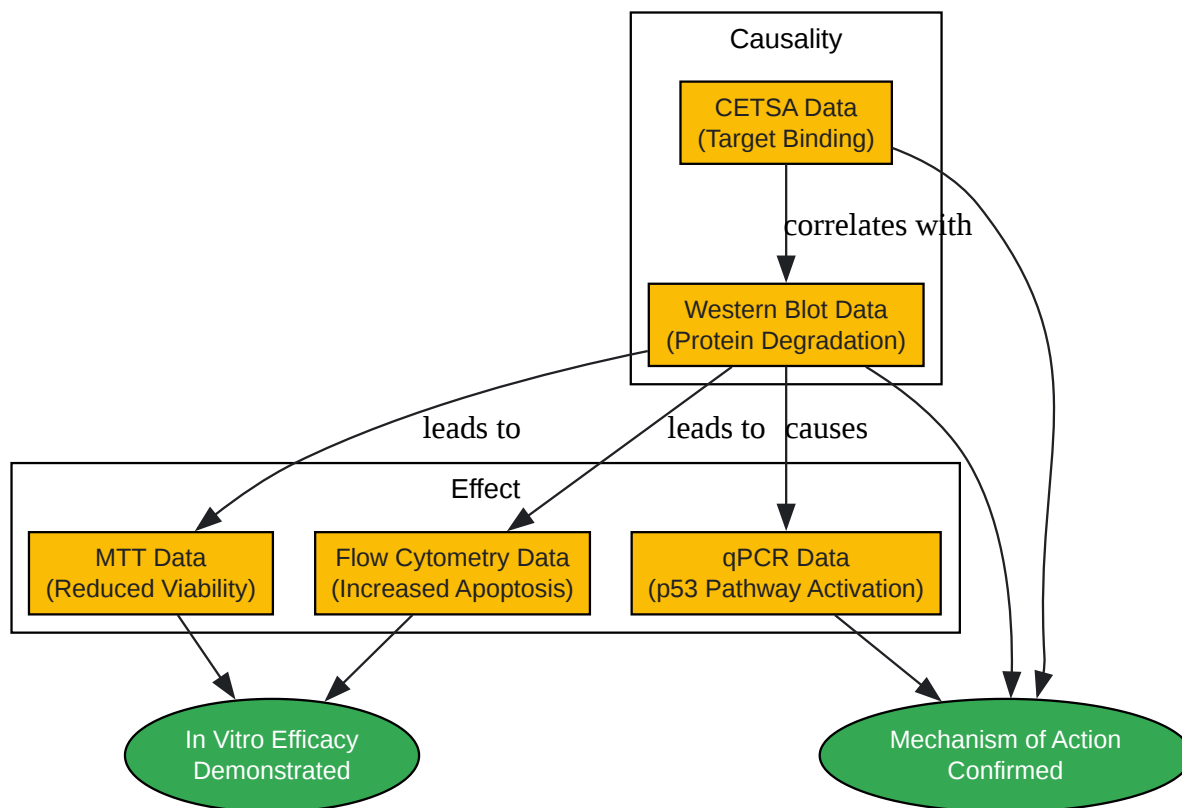 Causality
CETSA Data
(Target Binding)
correlates with
Western Blot Data
(Protein Degradation)
leads to
leads to
causes
Effect
MTT Data
(Reduced Viability)
Flow Cytometry Data
(Increased Apoptosis)
qPCR Data
(p53 Pathway Activation)
In Vitro Efficacy
Demonstrated
Mechanism of Action
Confirmed